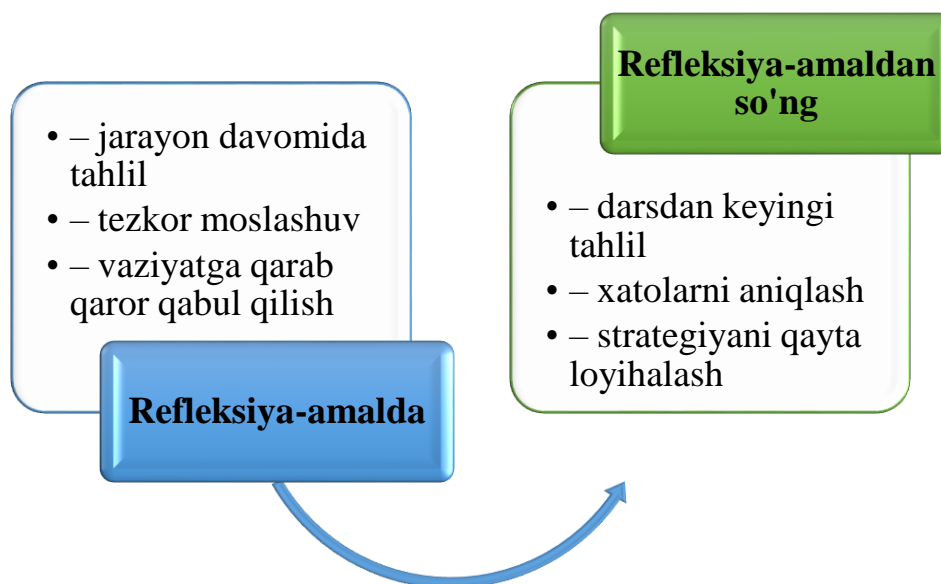 • – jarayon davomida
tahlil
• – tezkor moslashuv
• – vaziyatga qarab
qaror qabul qilish
Refleksiya-amalda
Refleksiya-amaldan
so'ng
• – darsdan keyingi
tahlil
• – xatolarni aniqlash
• – strategiyani qayta
loyihalash